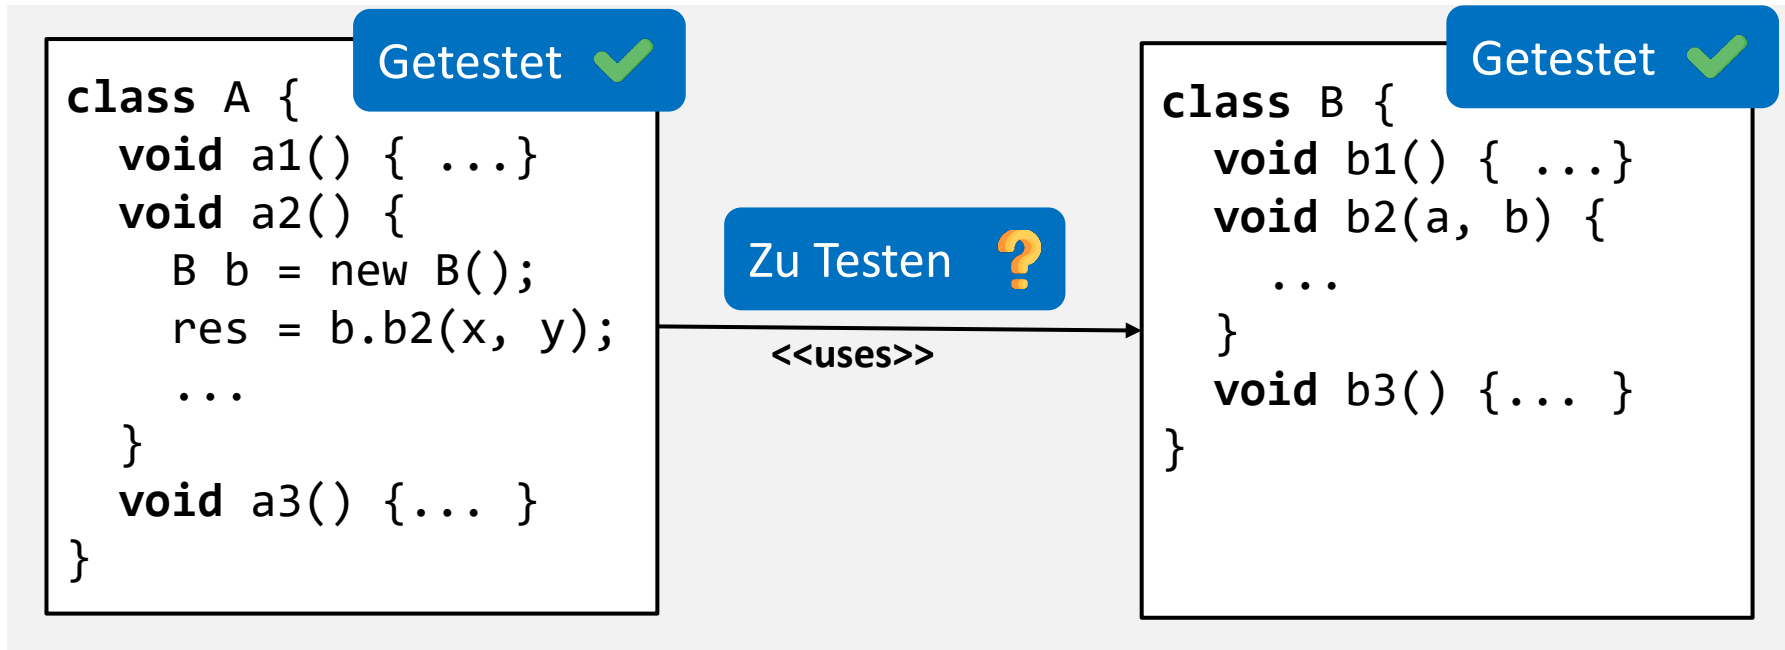 Getestet
class A {
  void a1() { ...}
  void a2() {
    B b = new B();
    res = b.b2(x, y);
    ...
  }
  void a3() {... }
}
Zu Testen
<<uses>>
Getestet
class B {
  void b1() { ...}
  void b2(a, b) {
    ...
  }
  void b3() {... }
}